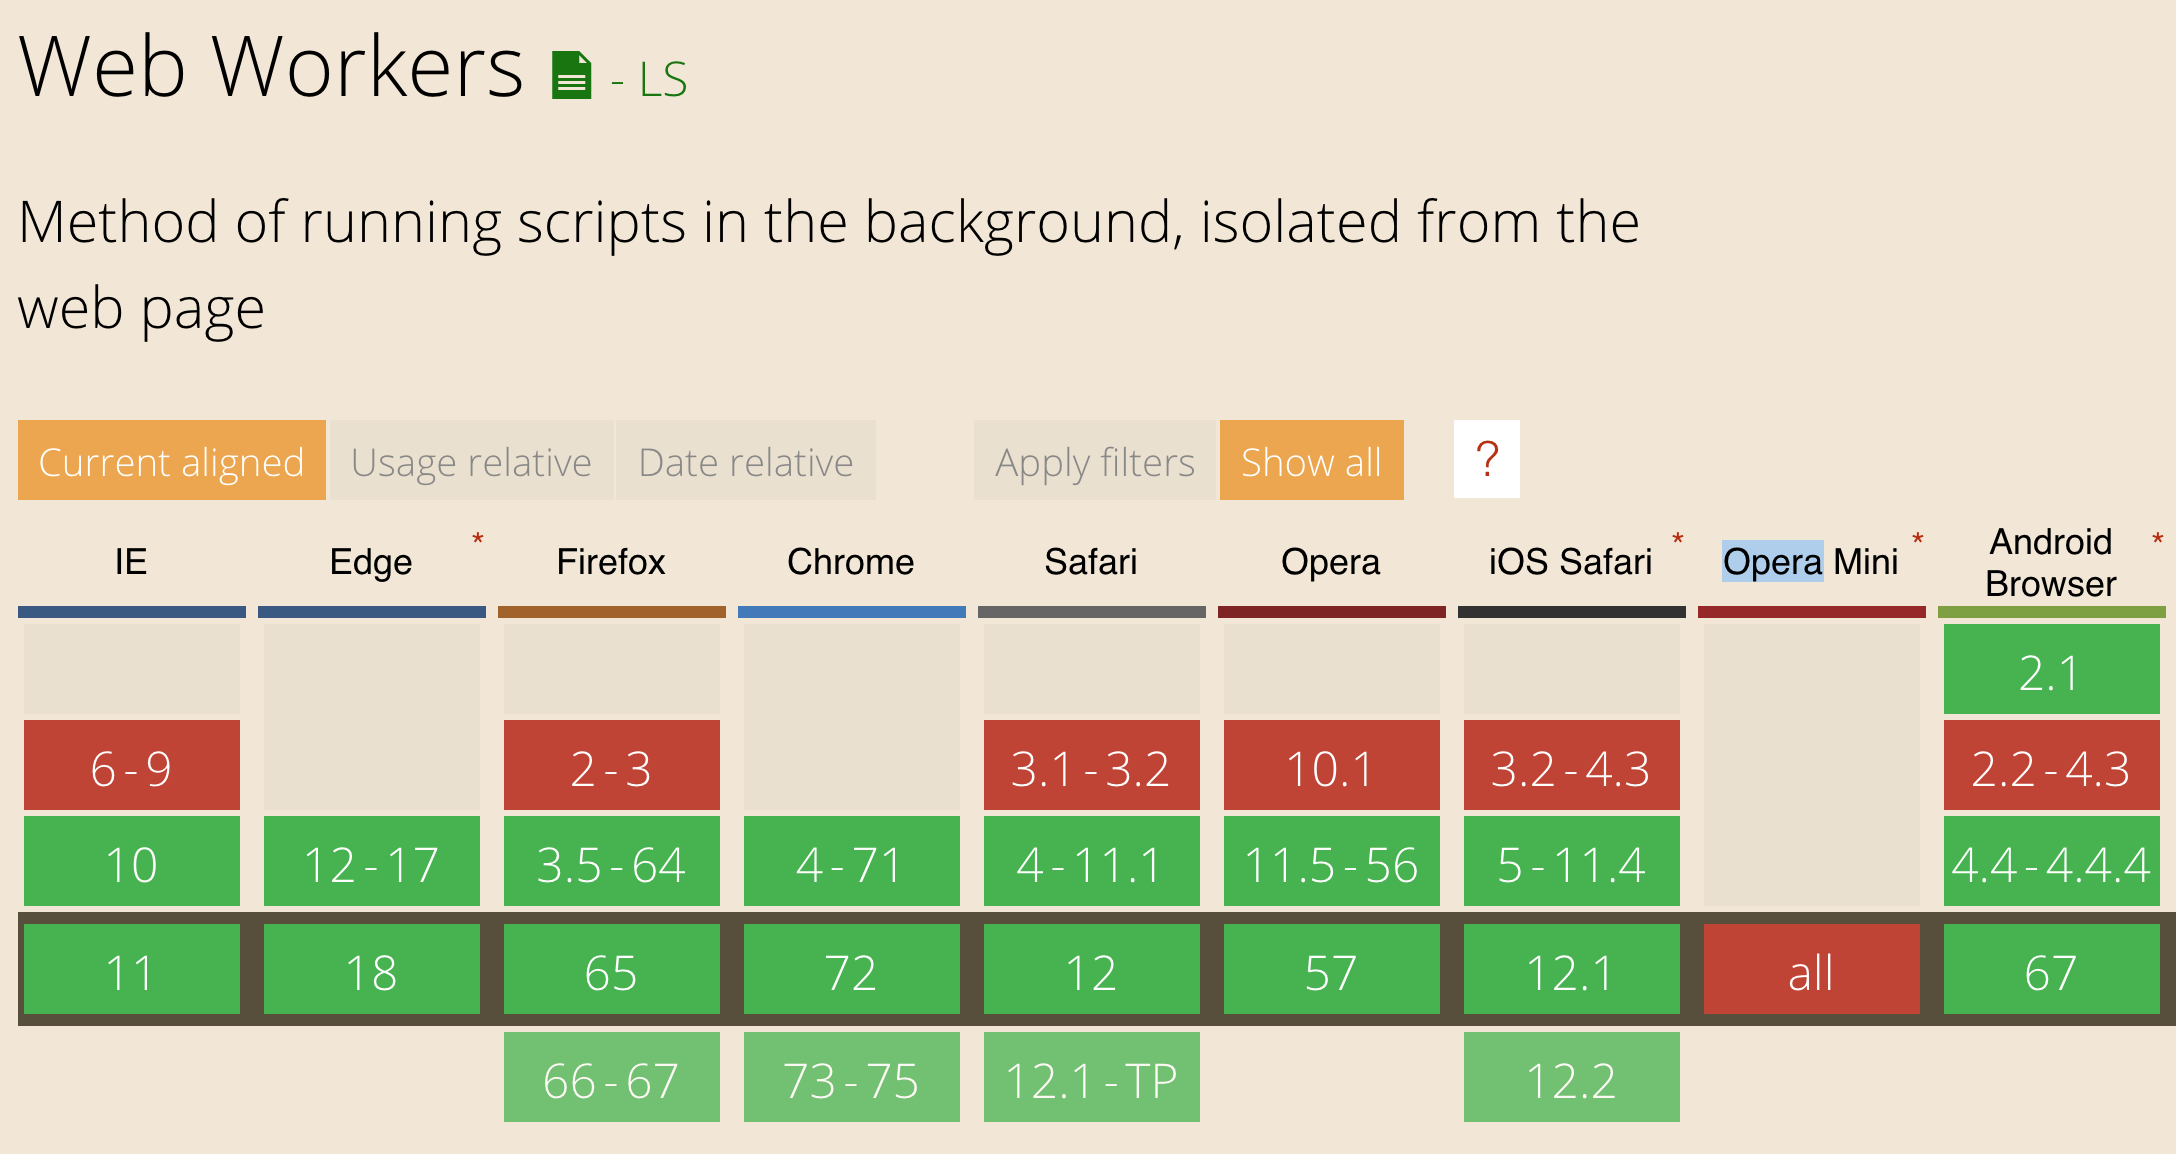 Web Workers - LS
Method of running scripts in the background, isolated from the
web page
Current aligned Usage relative Date relative Apply filters Show all ?
IE Edge * Firefox Chrome Safari Opera iOS Safari * Opera Mini * Android Browser *
2.1
6-9 2-3 3.1-3.2 10.1 3.2-4.3 2.2-4.3
10 12-17 3.5-64 4-71 4-11.1 11.5-56 5-11.4 4.4-4.4.4
11 18 65 72 12 57 12.1 all 67
66-67 73-75 12.1-TP 12.2